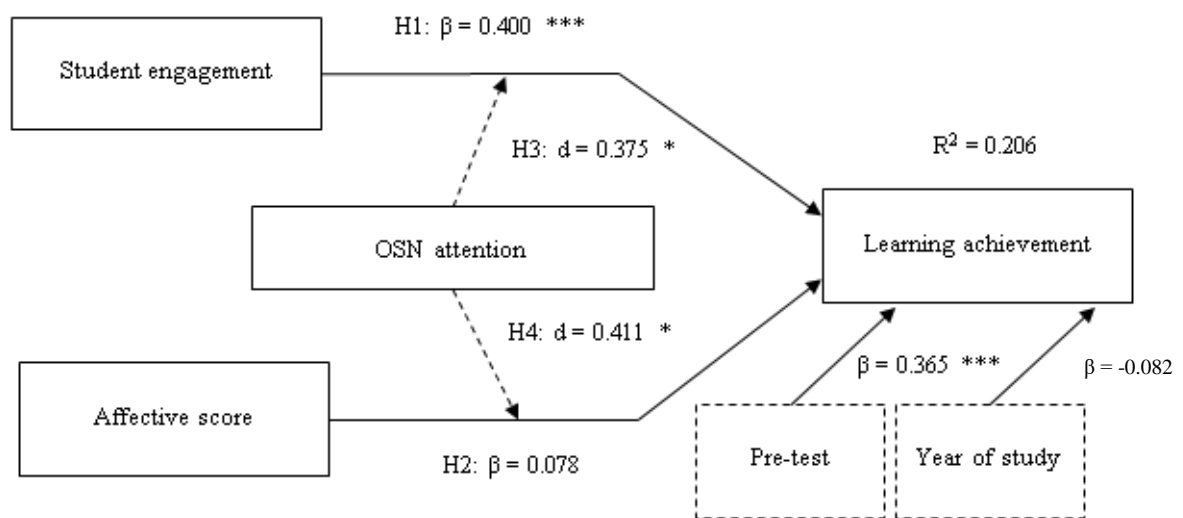 H1: β = 0.400 ***
Student engagement
H3: d = 0.375 *
R² = 0.206
OSN attention
Learning achievement
H4: d = 0.411 *
β = 0.365 ***
β = -0.082
Affective score
H2: β = 0.078
Pre-test
Year of study